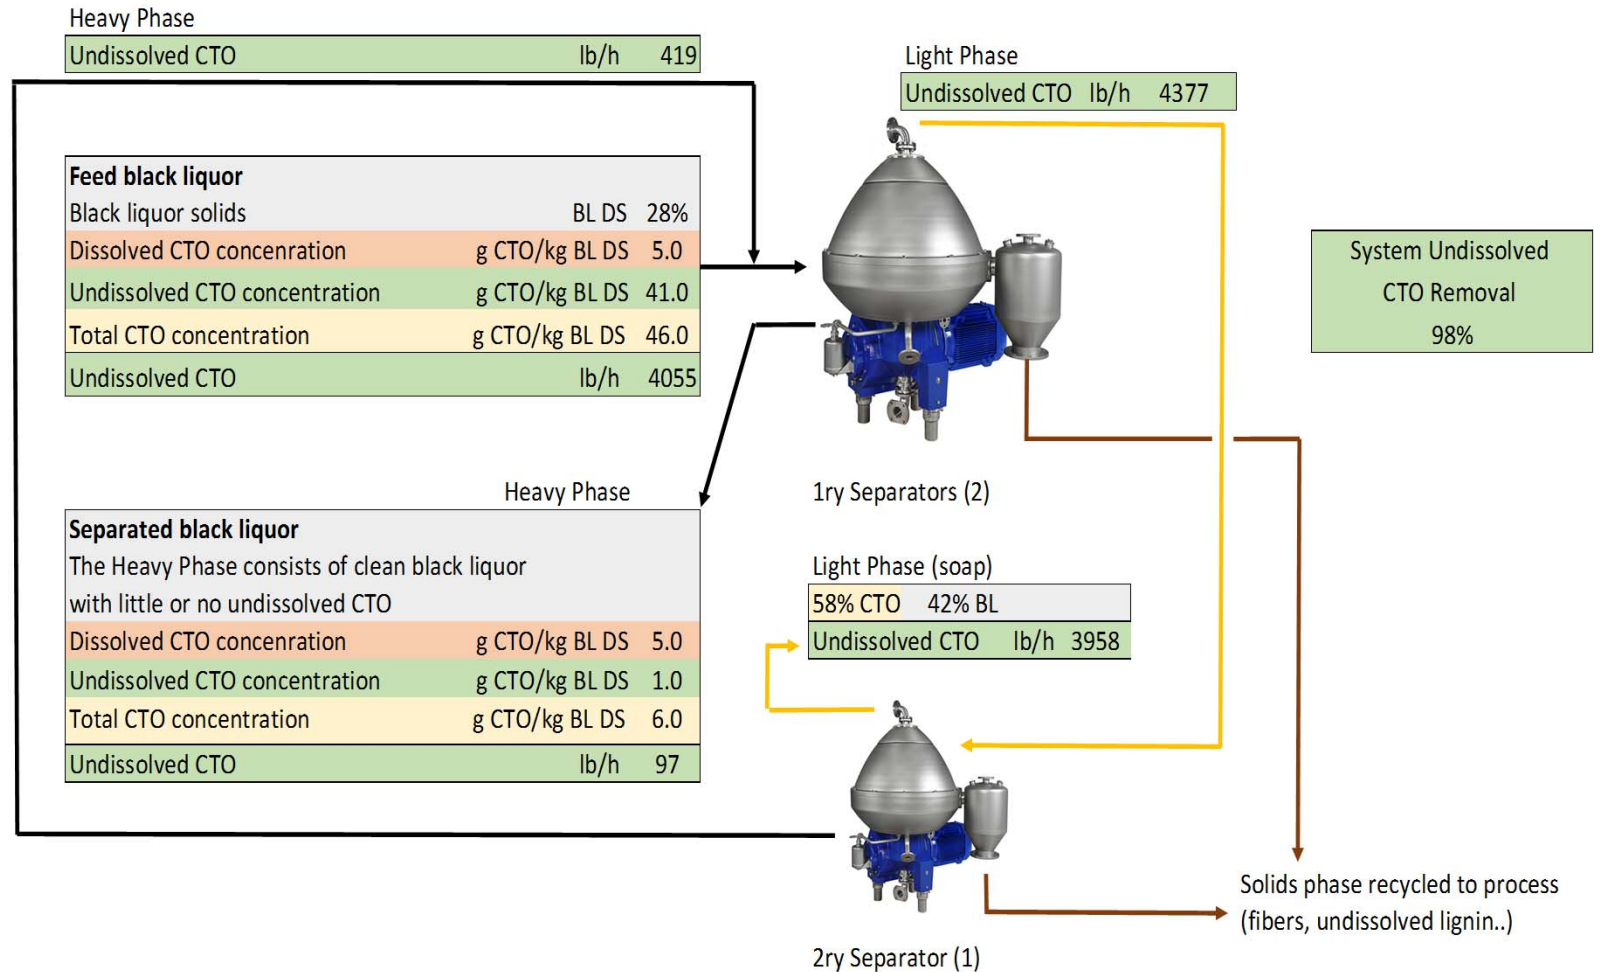 Heavy Phase
Undissolved CTO lb/h 419
Light Phase
Undissolved CTO lb/h 4377
Feed black liquor
Black liquor solids BL DS 28%
Dissolved CTO concenration g CTO/kg BL DS 5.0
Undissolved CTO concentration g CTO/kg BL DS 41.0
Total CTO concentration g CTO/kg BL DS 46.0
Undissolved CTO lb/h 4055
System Undissolved
CTO Removal
98%
Heavy Phase
1ry Separators (2)
Separated black liquor
The Heavy Phase consists of clean black liquor
with little or no undissolved CTO
Dissolved CTO concenration g CTO/kg BL DS 5.0
Undissolved CTO concentration g CTO/kg BL DS 1.0
Total CTO concentration g CTO/kg BL DS 6.0
Undissolved CTO lb/h 97
Light Phase (soap)
58% CTO 42% BL
Undissolved CTO lb/h 3958
Solids phase recycled to process
(fibers, undissolved lignin..)
2ry Separator (1)